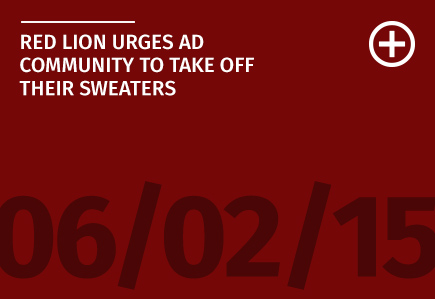 RED LION URGES AD
COMMUNITY TO TAKE OFF
THEIR SWEATERS
06/02/15